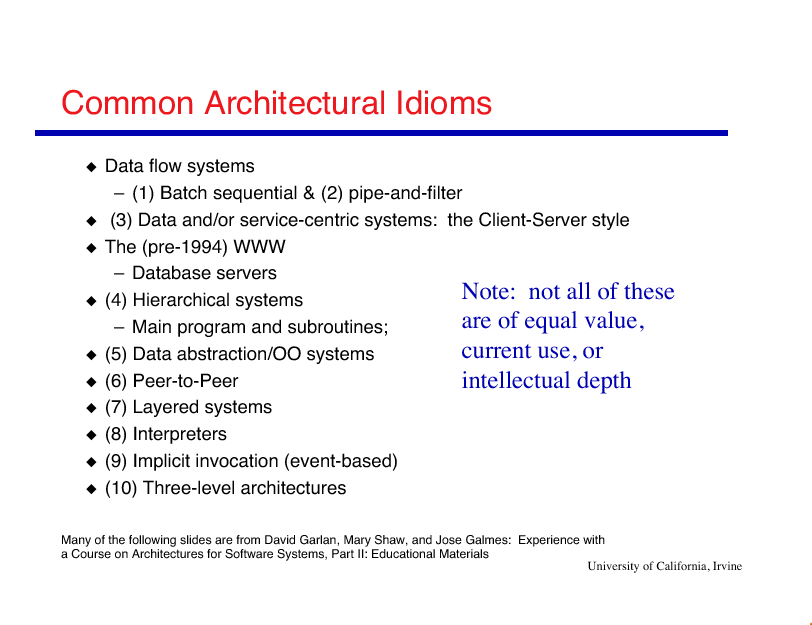 Common Architectural Idioms
◆ Data flow systems
– (1) Batch sequential & (2) pipe-and-filter
◆ (3) Data and/or service-centric systems: the Client-Server style
◆ The (pre-1994) WWW
– Database servers
◆ (4) Hierarchical systems
– Main program and subroutines;
◆ (5) Data abstraction/OO systems
◆ (6) Peer-to-Peer
◆ (7) Layered systems
◆ (8) Interpreters
◆ (9) Implicit invocation (event-based)
◆ (10) Three-level architectures
Note: not all of these
are of equal value,
current use, or
intellectual depth
Many of the following slides are from David Garlan, Mary Shaw, and Jose Galmes: Experience with
a Course on Architectures for Software Systems, Part II: Educational Materials
University of California, Irvine